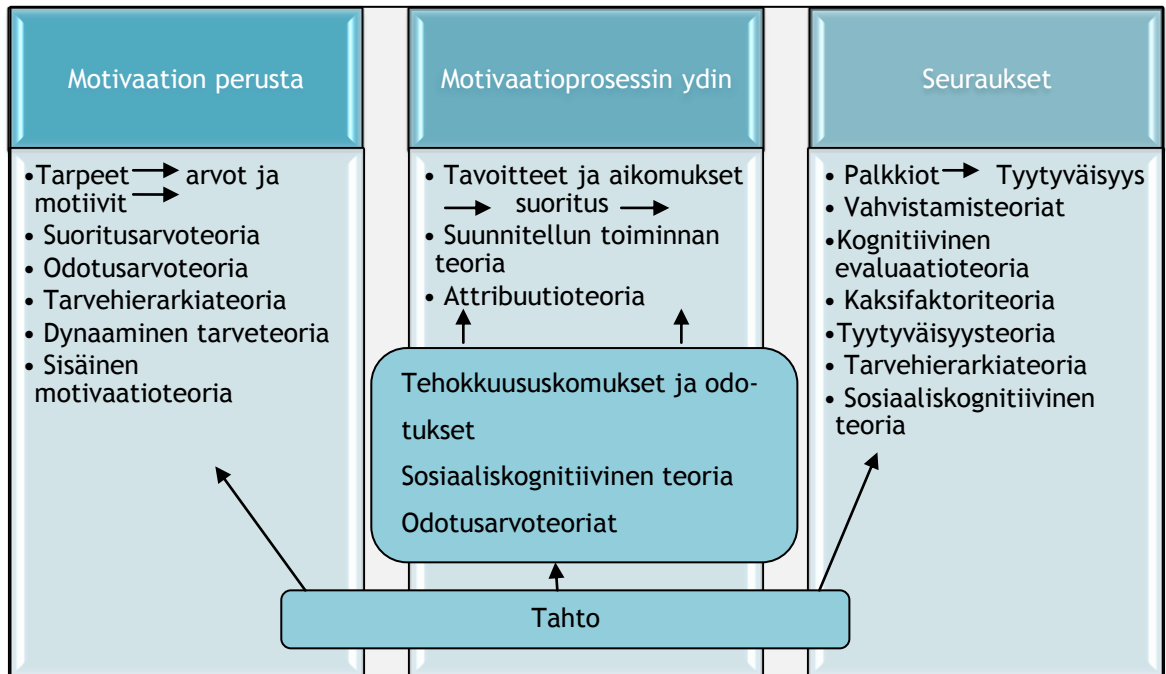 Motivaation perusta
•Tarpeet → arvot ja
motiivit →
• Suoritusarvoteoria
• Odotusarvoteoria
• Tarvehierarkiateoria
• Dynaaminen tarveteoria
• Sisäinen
motivaatioteoria
Motivaatioprosessin ydin
• Tavoitteet ja aikomukset
→ suoritus →
• Suunnitellun toiminnan
teoria
• Attribuutioteoria
Tehokkuususkomukset ja odo-
tukset
Sosiaaliskognitiivinen teoria
Odotusarvoteoriat
Seuraukset
• Palkkiot → Tyytyväisyys
• Vahvistamisteoriat
•Kognitiivinen
evaluaatioteoria
• Kaksifaktoriteoria
•Tyytyväisyysteoria
• Tarvehierarkiateoria
• Sosiaaliskognitiivinen
teoria
Tahto